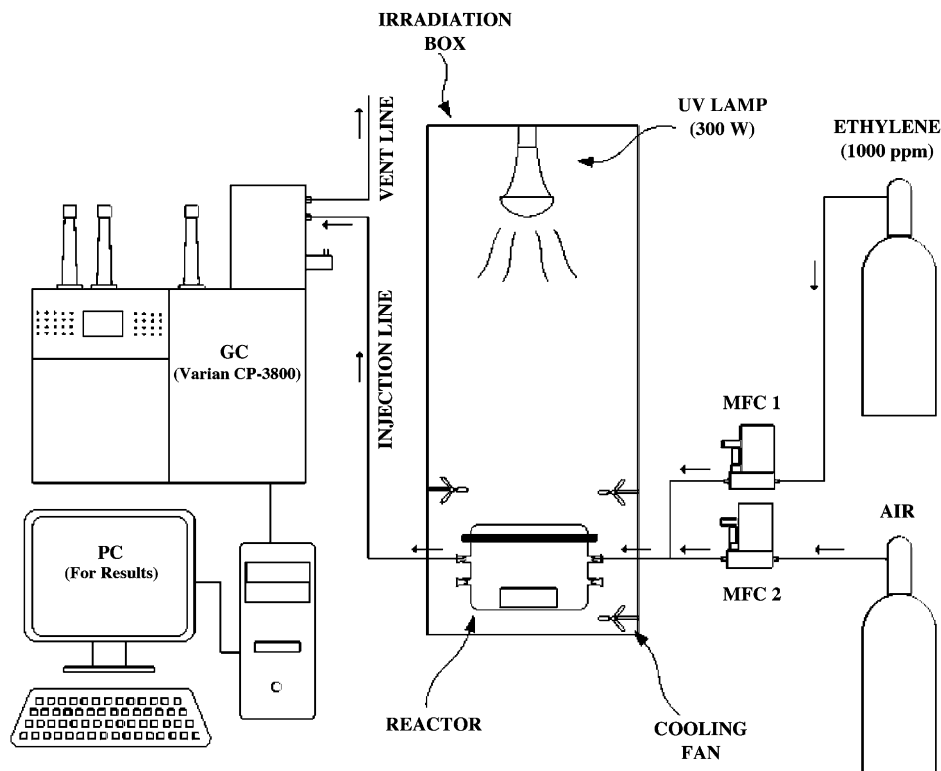 IRRADIATION
BOX
UV LAMP
(300 W)
ETHYLENE
(1000 ppm)
VENT LINE
INJECTION LINE
GC
(Varian CP-3800)
MFC 1
AIR
PC
(For Results)
MFC 2
REACTOR
COOLING
FAN